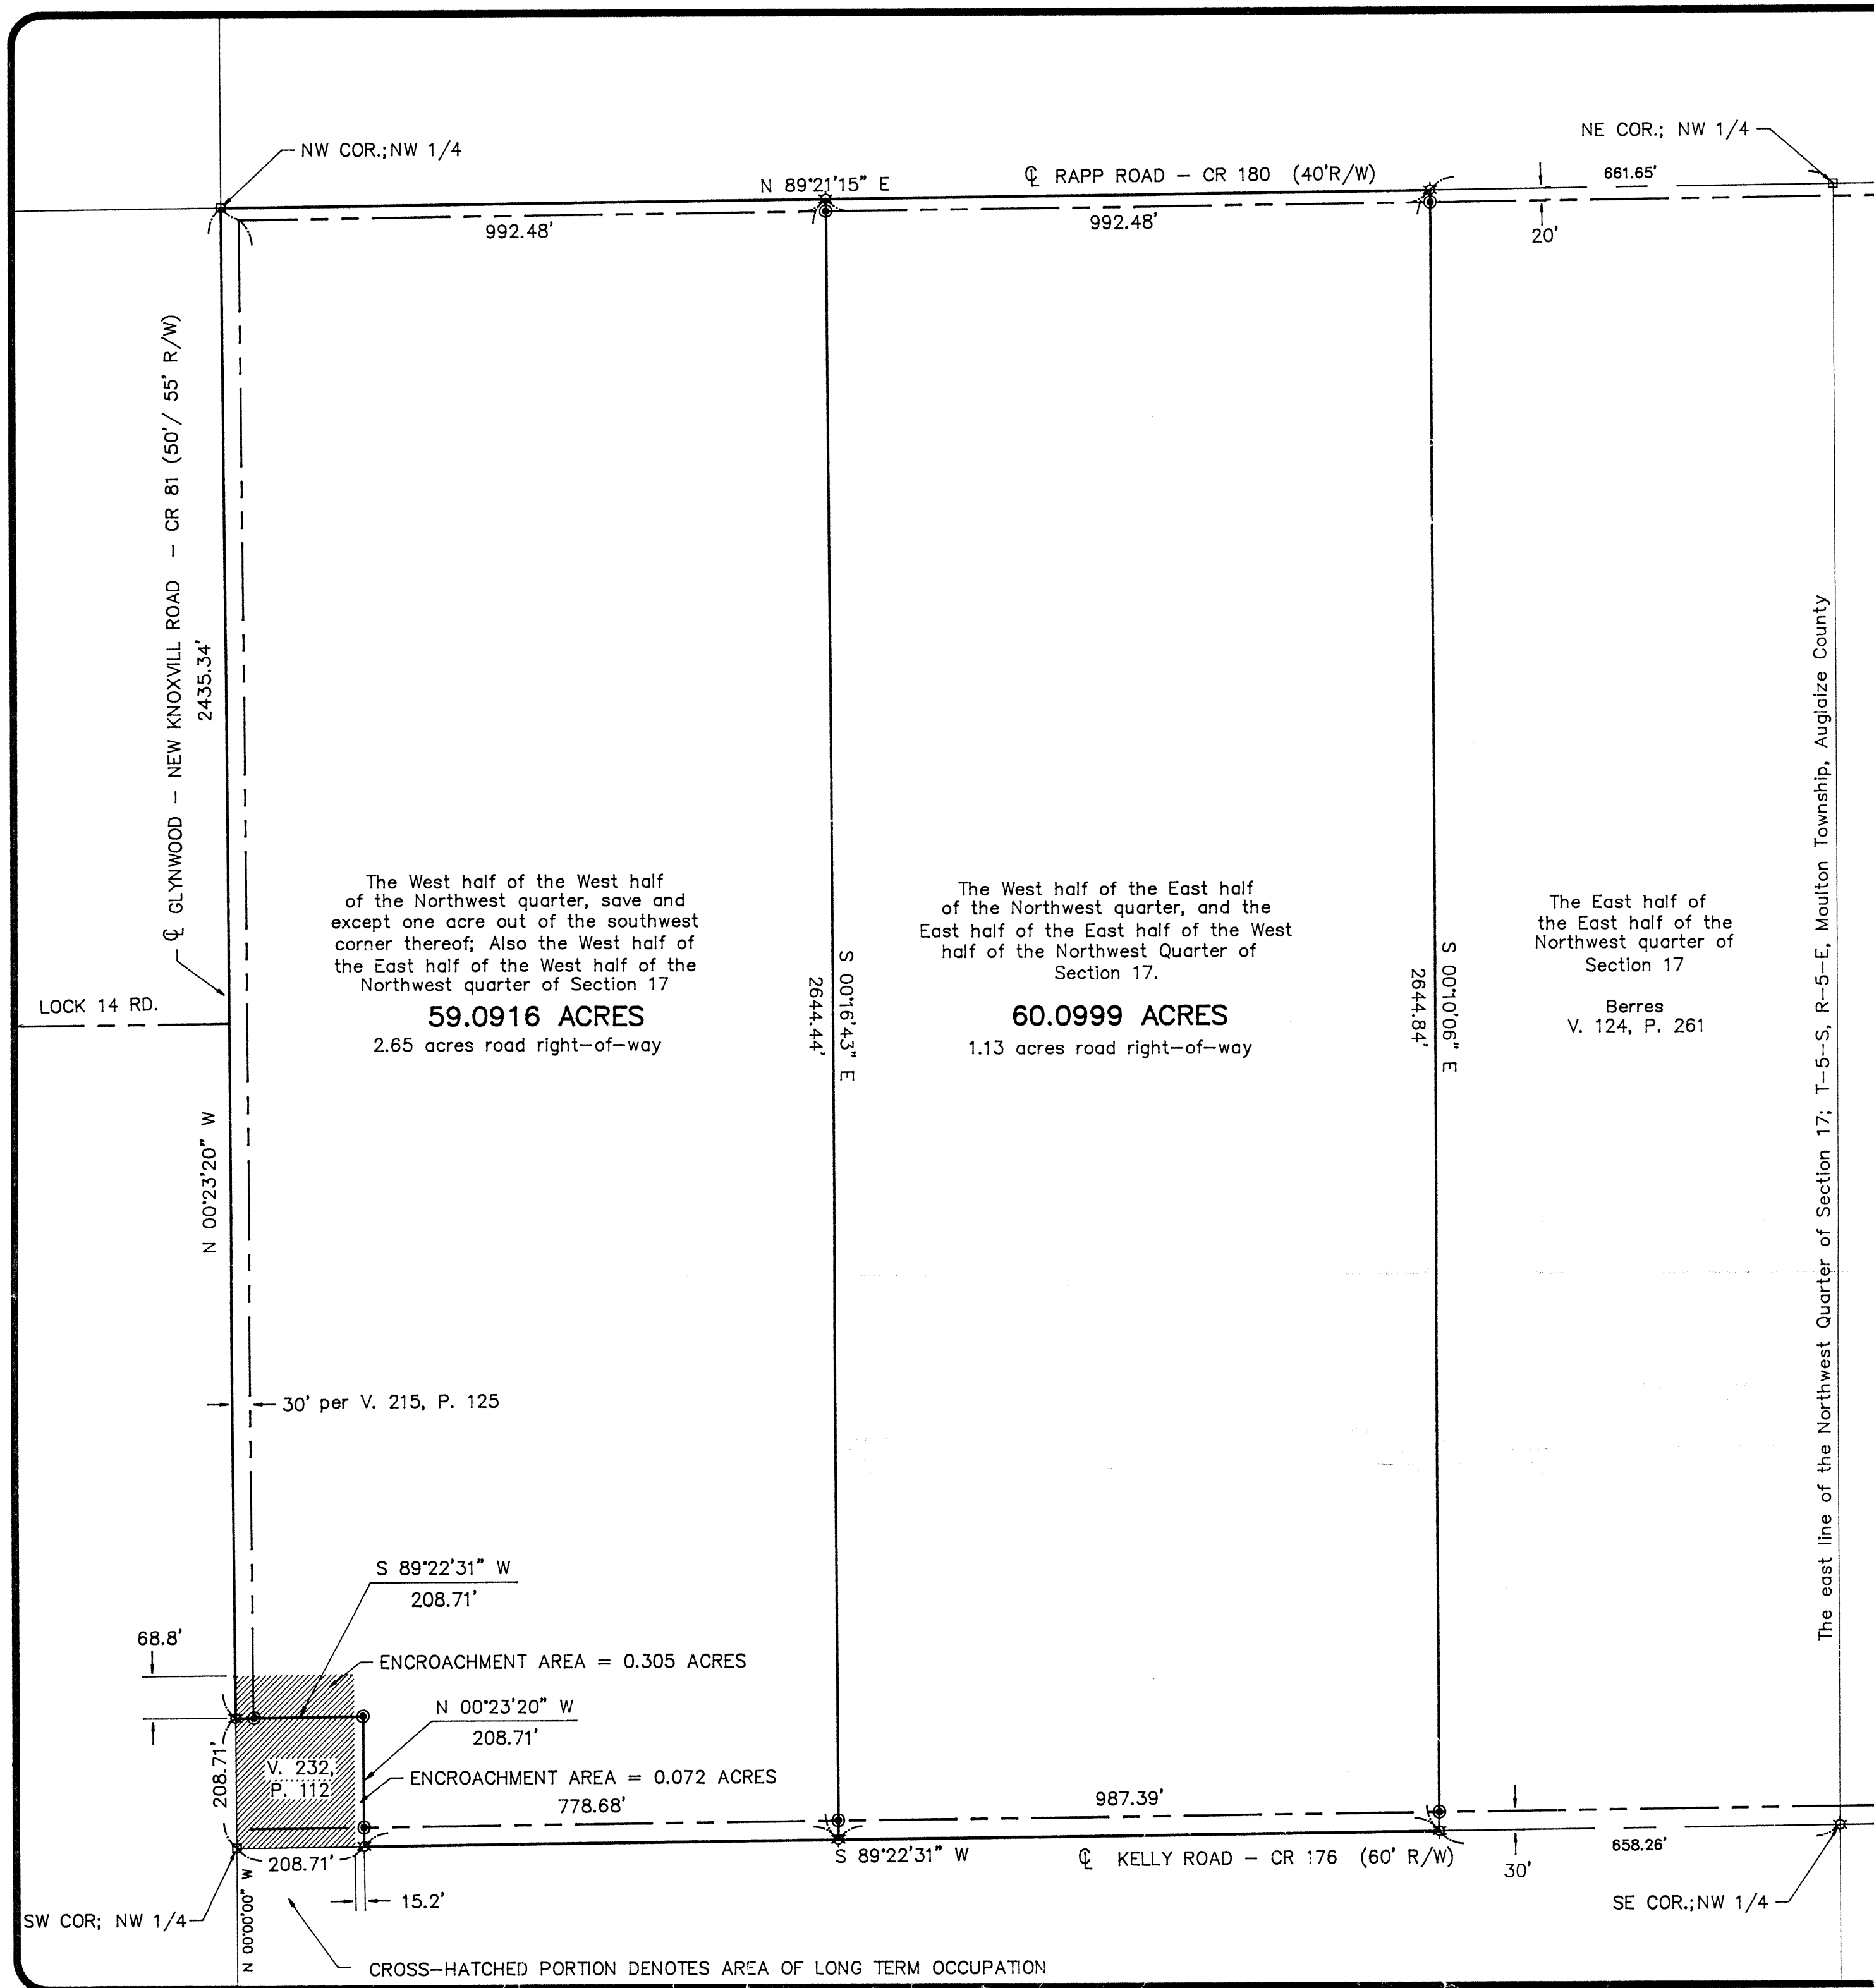 NW COR.;NW 1/4
NE COR.; NW 1/4
N 89°21'15" E
℄ RAPP ROAD - CR 180 (40'R/W)
661.65'
992.48'
992.48'
20'
℄ GLYNWOOD - NEW KNOXVILL ROAD - CR 81 (50'/ 55' R/W)
2435.34'
N 00°23'20" W
LOCK 14 RD.
The West half of the West half
of the Northwest quarter, save and
except one acre out of the southwest
corner thereof; Also the West half of
the East half of the West half of the
Northwest quarter of Section 17
59.0916 ACRES
2.65 acres road right-of-way
S 00°16'43" E
2644.44'
The West half of the East half
of the Northwest quarter, and the
East half of the East half of the West
half of the Northwest Quarter of
Section 17.
60.0999 ACRES
1.13 acres road right-of-way
S 00°10'06" E
2644.84'
The East half of
the East half of the
Northwest quarter of
Section 17
Berres
V. 124, P. 261
The east line of the Northwest Quarter of Section 17; T-5-S, R-5-E, Moulton Township, Auglaize County
30' per V. 215, P. 125
S 89°22'31" W
208.71'
68.8'
ENCROACHMENT AREA = 0.305 ACRES
N 00°23'20" W
208.71'
208.71'
V. 232,
P. 112
ENCROACHMENT AREA = 0.072 ACRES
778.68'
987.39'
S 89°22'31" W
℄ KELLY ROAD - CR 176 (60' R/W)
30'
658.26'
208.71'
15.2'
SW COR; NW 1/4
N 00°00'00" W
SE COR.;NW 1/4
CROSS-HATCHED PORTION DENOTES AREA OF LONG TERM OCCUPATION